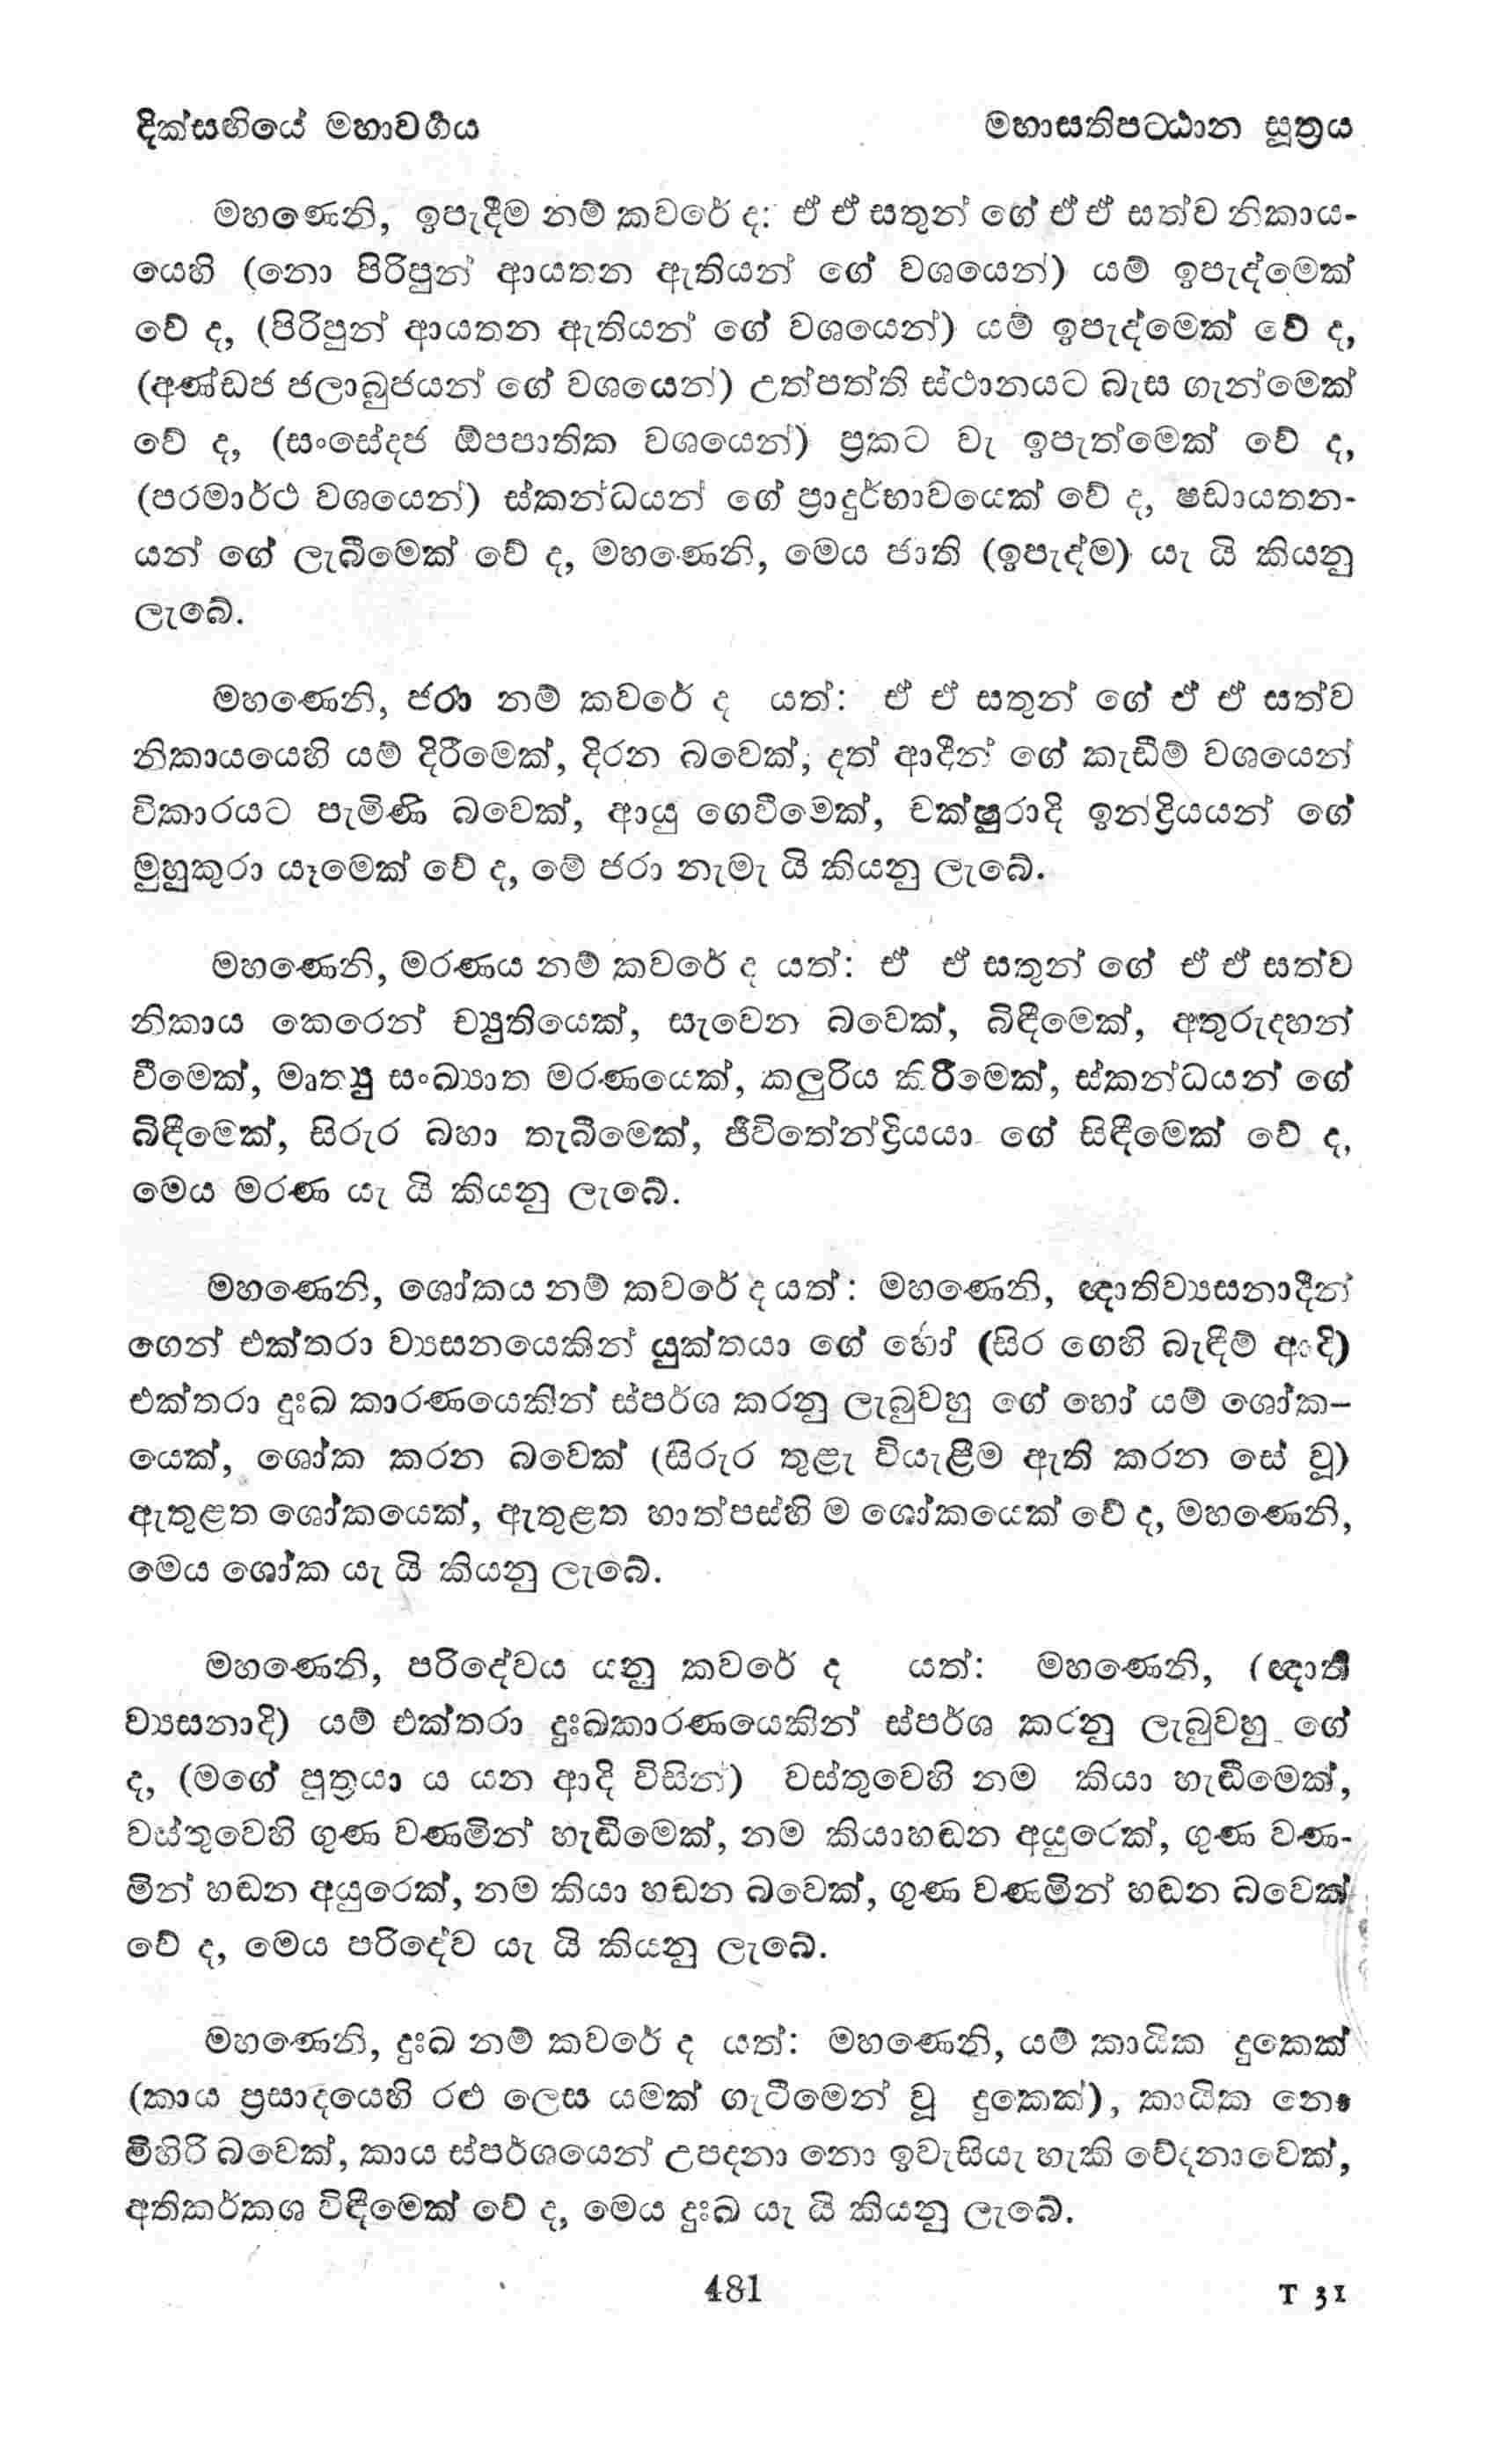 දික්සඟියේ මහාවර්‍ගය
මහාසතිපට්ඨාන සූත්‍රය
මහණෙනි, ඉපැදීම නම් කවරේ ද: ඒ ඒ සතුන් ගේ ඒ ඒ සත්ව නිකාය-
යෙහි (නො පිරිපුන් ආයතන ඇතියන් ගේ වශයෙන්) යම් ඉපැද්මෙක්
වේ ද, (පිරිපුන් ආයතන ඇතියන් ගේ වශයෙන්) යම් ඉපැද්මෙක් වේ ද,
(අණ්ඩජ ජලාබුජයන් ගේ වශයෙන්) උත්පත්ති ස්ථානයට බැස ගැන්මෙක්
වේ ද, (සංසේදජ ඕපපාතික වශයෙන්) ප්‍රකට වැ ඉපැත්මෙක් වේ ද,
(පරමාර්ථ වශයෙන්) ස්කන්ධයන් ගේ ප්‍රාදුර්භාවයෙක් වේ ද, ෂඩායතන-
යන් ගේ ලැබීමෙක් වේ ද, මහණෙනි, මෙය ජාති (ඉපැද්ම) යැ යි කියනු
ලැබේ.
මහණෙනි, ජරා නම් කවරේ ද යත්: ඒ ඒ සතුන් ගේ ඒ ඒ සත්ව
නිකායයෙහි යම් දිරීමෙක්, දිරන බවෙක්, දත් ආදීන් ගේ කැඩීම් වශයෙන්
විකාරයට පැමිණි බවෙක්, ආයු ගෙවීමෙක්, චක්ෂුරාදි ඉන්ද්‍රියයන් ගේ
මුහුකුරා යෑමෙක් වේ ද, මේ ජරා නැමැ යි කියනු ලැබේ.
මහණෙනි, මරණය නම් කවරේ ද යත්: ඒ ඒ සතුන් ගේ ඒ ඒ සත්ව
නිකාය කෙරෙන් ච්‍යුතියෙක්, සැවෙන බවෙක්, බිඳීමෙක්, අතුරුදහන්
වීමෙක්, මෘත්‍යු සංඛ්‍යාත මරණයෙක්, කලුරිය කිරීමෙක්, ස්කන්ධයන් ගේ
බිඳීමෙක්, සිරුර බහා තැබීමෙක්, ජීවිතේන්ද්‍රියයා ගේ සිඳීමෙක් වේ ද,
මෙය මරණ යැ යි කියනු ලැබේ.
මහණෙනි, ශෝකය නම් කවරේ ද යත්: මහණෙනි, ඥාතිව්‍යසනාදීන්
ගෙන් එක්තරා ව්‍යසනයෙකින් යුක්තයා ගේ හෝ (සිර ගෙහි බැඳීම් ආදි)
එක්තරා දුඃඛ කාරණයෙකින් ස්පර්ශ කරනු ලැබුවහු ගේ හෝ යම් ශෝක–
යෙක්, ශෝක කරන බවෙක් (සිරුර තුළැ වියැළීම ඇති කරන සේ වූ)
ඇතුළත ශෝකයෙක්, ඇතුළත හාත්පස්හි ම ශෝකයෙක් වේ ද, මහණෙනි,
මෙය ශෝක යැ යි කියනු ලැබේ.
මහණෙනි, පරිදේවය යනු කවරේ ද යත්: මහණෙනි, (ඥාති
ව්‍යසනාදි) යම් එක්තරා දුඃඛකාරණයෙකින් ස්පර්ශ කරනු ලැබුවහු ගේ
ද, (මගේ පුත්‍රයා ය යන ආදි විසින්) වස්තුවෙහි නම කියා හැඬීමෙක්,
වස්තුවෙහි ගුණ වණමින් හැඬීමෙක්, නම කියාහඬන අයුරෙක්, ගුණ වණ-
මින් හඬන අයුරෙක්, නම කියා හඬන බවෙක්, ගුණ වණමින් හඬන බවෙක්
වේ ද, මෙය පරිදේව යැ යි කියනු ලැබේ.
මහණෙනි, දුඃඛ නම් කවරේ ද යත්: මහණෙනි, යම් කායික දුකෙක්
(කාය ප්‍රසාදයෙහි රළු ලෙස යමක් ගැටීමෙන් වූ දුකෙක්), කායික නො
මිහිරි බවෙක්, කාය ස්පර්ශයෙන් උපදනා නො ඉවැසියැ හැකි වේදනාවෙක්,
අතිකර්කශ විඳීමෙක් වේ ද, මෙය දුඃඛ යැ යි කියනු ලැබේ.
481
T 31